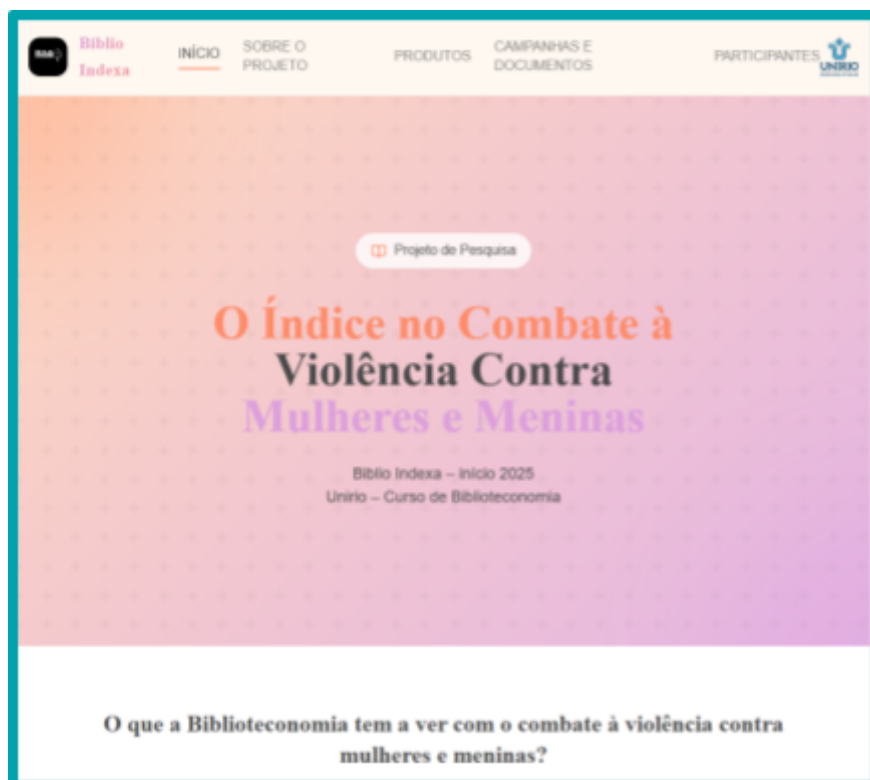 Biblio
Indexa
INÍCIO
SOBRE O
PROJETO
PRODUTOS
CAMPANHAS E
DOCUMENTOS
PARTICIPANTES
UNIRIO
Projeto de Pesquisa
O Índice no Combate à
Violência Contra
Mulheres e Meninas
Biblio Indexa – início 2025
Unirio – Curso de Biblioteconomia
O que a Biblioteconomia tem a ver com o combate à violência contra
mulheres e meninas?